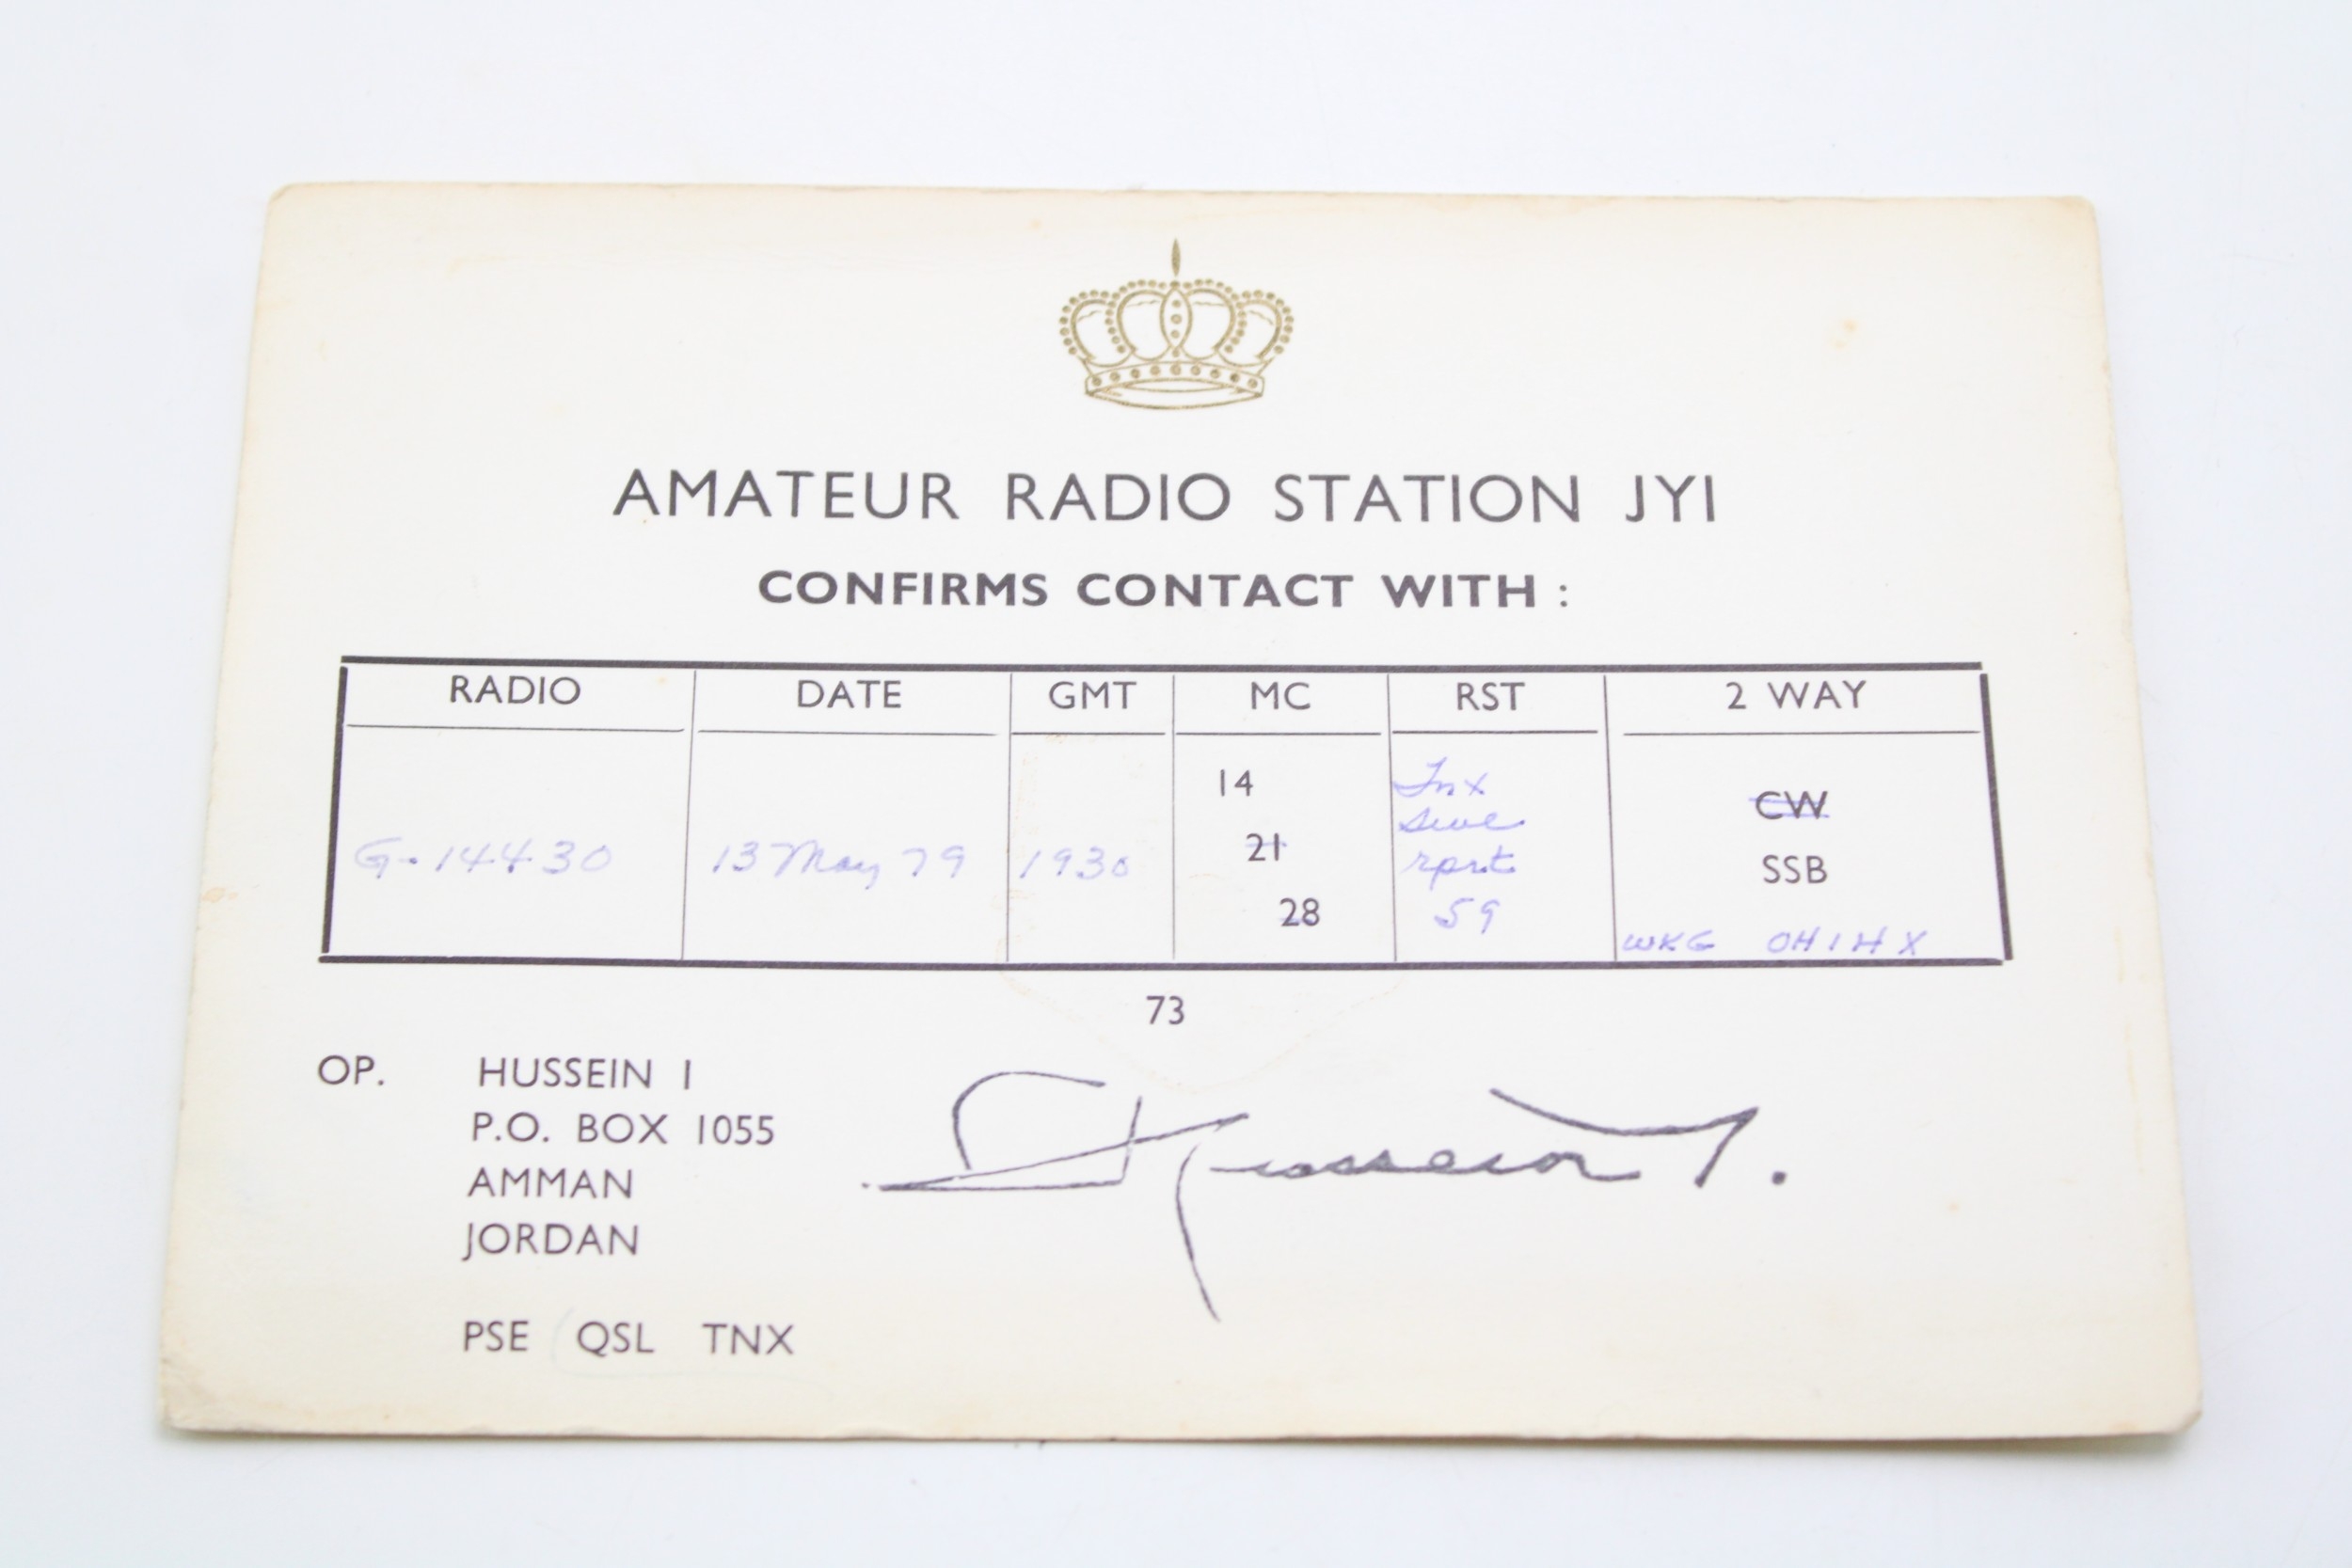 AMATEUR RADIO STATION JY1
CONFIRMS CONTACT WITH :
RADIO DATE GMT MC RST 2 WAY
G-14430 13 May 79 1930
14
21
28
Tnx
swl
rprt
59
CW
SSB
WKG OH1HX
73
OP. HUSSEIN I
P.O. BOX 1055
AMMAN
JORDAN
Hussein I.
PSE QSL TNX